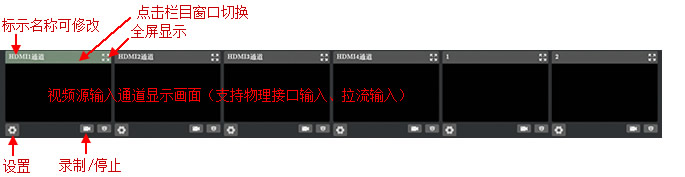 点击栏目窗口切换
标示名称可修改
全屏显示
HDMI1通道 HDMI2通道 HDMI3通道 HDMI4通道 1 2
视频源输入通道显示画面（支持物理接口输入、拉流输入）
设置 录制/停止